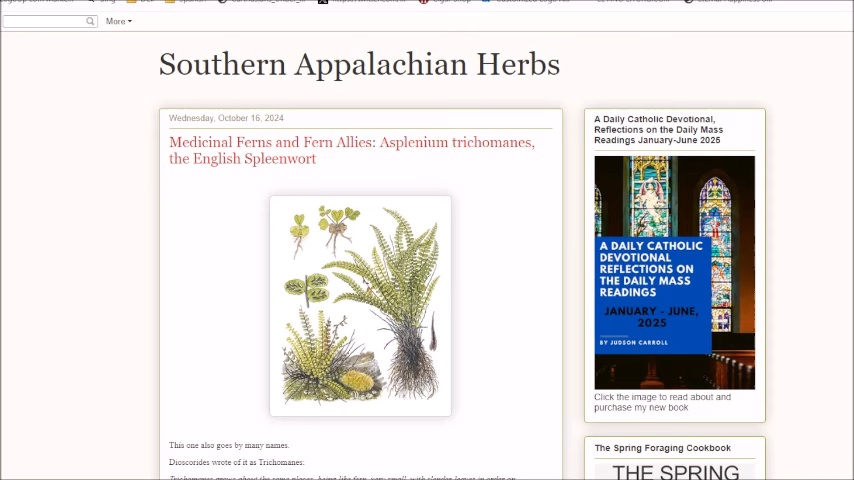 More
Southern Appalachian Herbs
Wednesday, October 16, 2024
Medicinal Ferns and Fern Allies: Asplenium trichomanes,
the English Spleenwort
This one also goes by many names.
Dioscorides wrote of it as Trichomanes:
A Daily Catholic Devotional,
Reflections on the Daily Mass
Readings January-June 2025
A DAILY CATHOLIC
DEVOTIONAL
REFLECTIONS ON
THE DAILY MASS
READINGS
JANUARY - JUNE,
2025
BY JUDSON CARROLL
Click the image to read about and
purchase my new book
The Spring Foraging Cookbook
THE SPRING